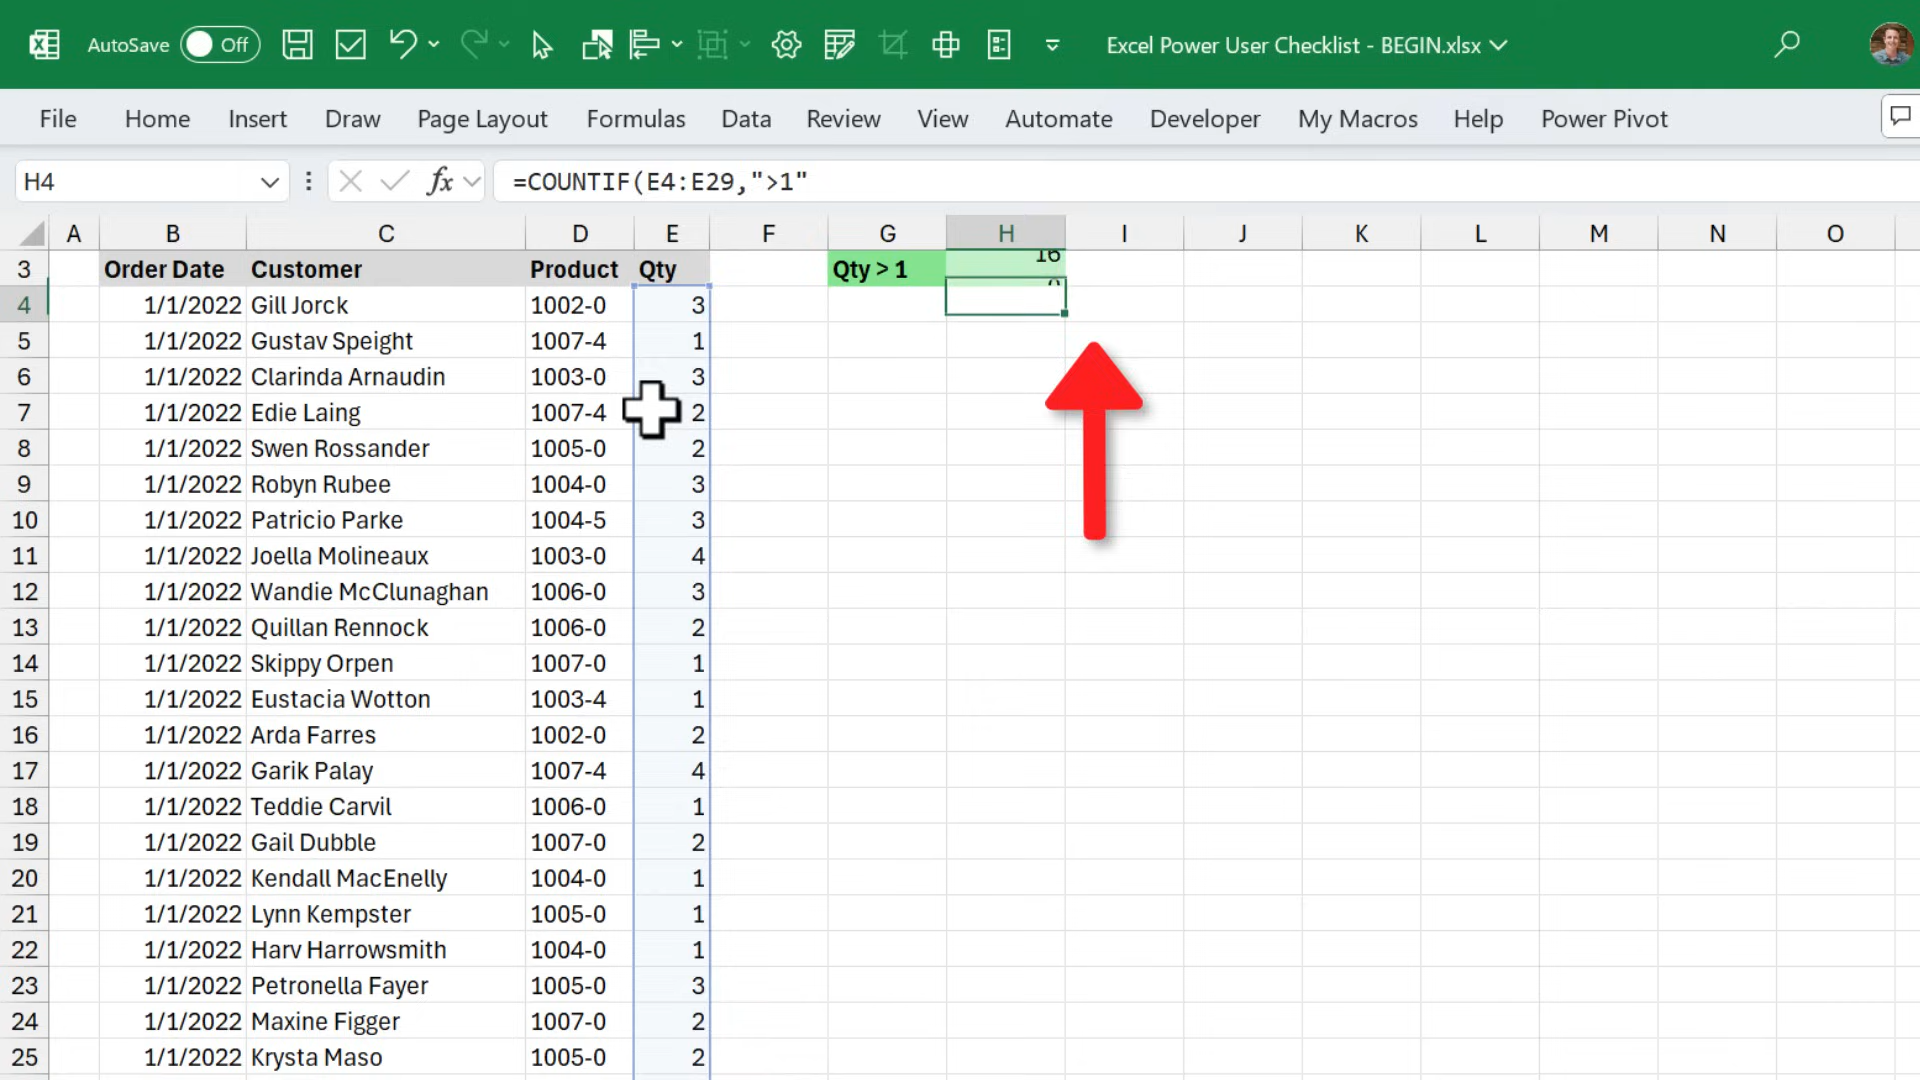 AutoSave Off Excel Power User Checklist - BEGIN.xlsx
File Home Insert Draw Page Layout Formulas Data Review View Automate Developer My Macros Help Power Pivot
H4 fx =COUNTIF(E4:E29,">1"
A B C D E F G H I J K L M N O
16
3 Order Date Customer Product Qty Qty > 1
4 1/1/2022 Gill Jorck 1002-0 3
5 1/1/2022 Gustav Speight 1007-4 1
6 1/1/2022 Clarinda Arnaudin 1003-0 3
7 1/1/2022 Edie Laing 1007-4 2
8 1/1/2022 Swen Rossander 1005-0 2
9 1/1/2022 Robyn Rubee 1004-0 3
10 1/1/2022 Patricio Parke 1004-5 3
11 1/1/2022 Joella Molineaux 1003-0 4
12 1/1/2022 Wandie McClunaghan 1006-0 3
13 1/1/2022 Quillan Rennock 1006-0 2
14 1/1/2022 Skippy Orpen 1007-0 1
15 1/1/2022 Eustacia Wotton 1003-4 1
16 1/1/2022 Arda Farres 1002-0 2
17 1/1/2022 Garik Palay 1007-4 4
18 1/1/2022 Teddie Carvil 1006-0 1
19 1/1/2022 Gail Dubble 1007-0 2
20 1/1/2022 Kendall MacEnelly 1004-0 1
21 1/1/2022 Lynn Kempster 1005-0 1
22 1/1/2022 Harv Harrowsmith 1004-0 1
23 1/1/2022 Petronella Fayer 1005-0 3
24 1/1/2022 Maxine Figger 1007-0 2
25 1/1/2022 Krysta Maso 1005-0 2